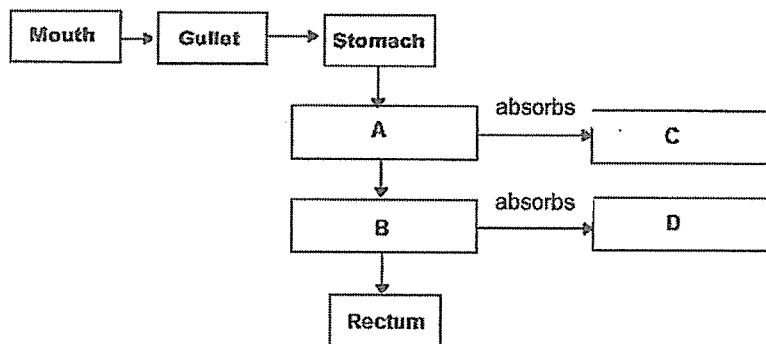 Mouth
Gullet
Stomach
absorbs
A
C
absorbs
B
D
Rectum